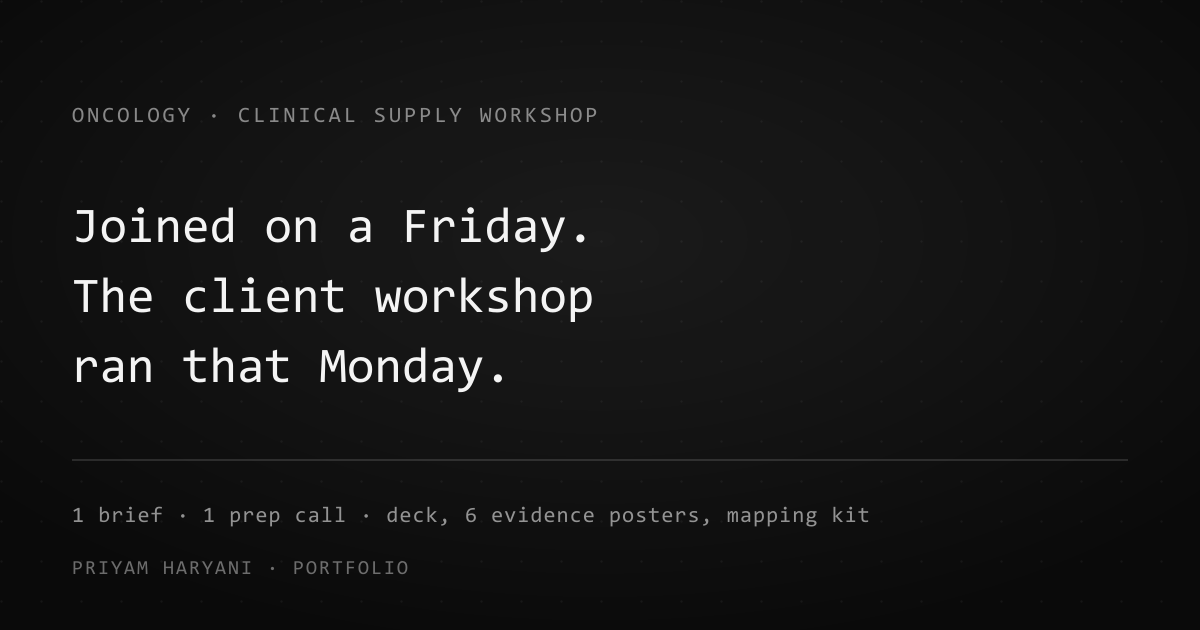 ONCOLOGY · CLINICAL SUPPLY WORKSHOP
Joined on a Friday.
The client workshop
ran that Monday.
1 brief · 1 prep call · deck, 6 evidence posters, mapping kit
PRIYAM HARYANI · PORTFOLIO